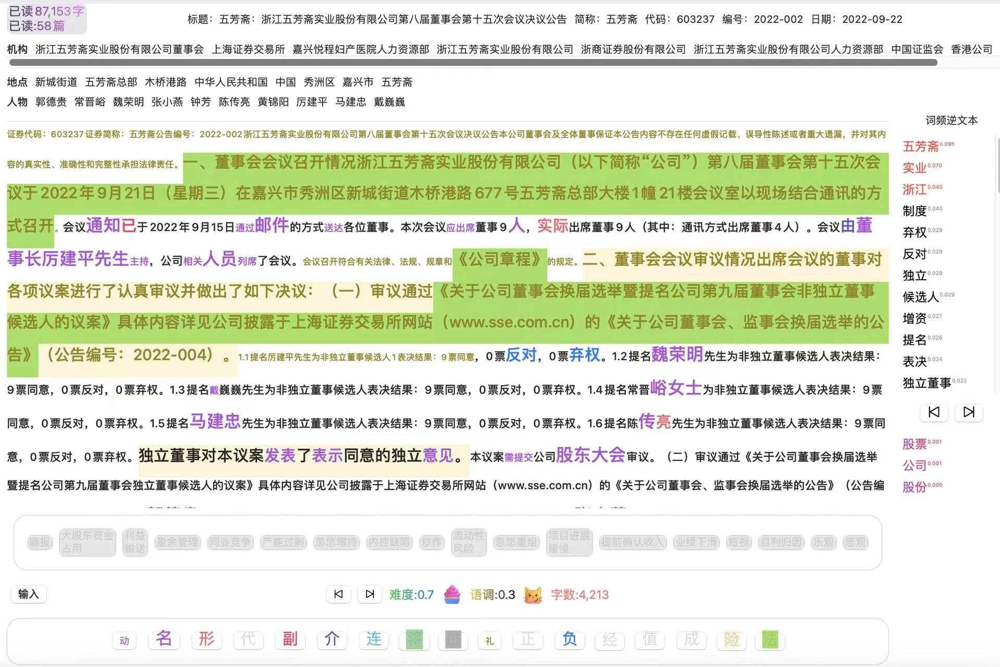 已读87,153字
已读:58篇
标题：五芳斋：浙江五芳斋实业股份有限公司第八届董事会第十五次会议决议公告 简称：五芳斋 代码：603237 编号：2022-002 日期：2022-09-22
机构 浙江五芳斋实业股份有限公司董事会 上海证券交易所 嘉兴悦程妇产医院人力资源部 浙江五芳斋实业股份有限公司 浙商证券股份有限公司 浙江五芳斋实业股份有限公司人力资源部 中国证监会 香港公司
地点 新城街道 五芳斋总部 木桥港路 中华人民共和国 中国 秀洲区 嘉兴市 五芳斋
人物 郭德贵 常晋峪 魏荣明 张小燕 钟芳 陈传亮 黄锦阳 厉建平 马建忠 戴巍巍
证券代码：603237证券简称：五芳斋公告编号：2022-002浙江五芳斋实业股份有限公司第八届董事会第十五次会议决议公告本公司董事会及全体董事保证本公告内容不存在任何虚假记载、误导性陈述或者重大遗漏，并对其内
容的真实性、准确性和完整性承担法律责任。一、董事会会议召开情况浙江五芳斋实业股份有限公司（以下简称“公司”）第八届董事会第十五次会
议于2022年9月21日（星期三）在嘉兴市秀洲区新城街道木桥港路677号五芳斋总部大楼1幢21楼会议室以现场结合通讯的方
式召开。会议通知已于2022年9月15日通过邮件的方式送达各位董事。本次会议应出席董事9人，实际出席董事9人（其中：通讯方式出席董事4人）。会议由董
事长厉建平先生主持，公司相关人员列席了会议。会议召开符合有关法律、法规、规章和《公司章程》的规定。二、董事会会议审议情况出席会议的董事对
各项议案进行了认真审议并做出了如下决议：（一）审议通过《关于公司董事会换届选举暨提名公司第九届董事会非独立董事
候选人的议案》具体内容详见公司披露于上海证券交易所网站（www.sse.com.cn）的《关于公司董事会、监事会换届选举的公
告》（公告编号：2022-004）。1.1提名厉建平先生为非独立董事候选人1表决结果：9票同意，0票反对，0票弃权。1.2提名魏荣明先生为非独立董事候选人表决结果：
9票同意，0票反对，0票弃权。1.3提名戴巍巍先生为非独立董事候选人表决结果：9票同意，0票反对，0票弃权。1.4提名常晋峪女士为非独立董事候选人表决结果：9票
同意，0票反对，0票弃权。1.5提名马建忠先生为非独立董事候选人表决结果：9票同意，0票反对，0票弃权。1.6提名陈传亮先生为非独立董事候选人表决结果：9票同
意，0票反对，0票弃权。独立董事对本议案发表了表示同意的独立意见。本议案需提交公司股东大会审议。（二）审议通过《关于公司董事会换届选举
暨提名公司第九届董事会独立董事候选人的议案》具体内容详见公司披露于上海证券交易所网站（www.sse.com.cn）的《关于公司董事会、监事会换届选举的公告》（公告编
词频逆文本
五芳斋0.095
实业0.070
浙江0.040
制度0.040
弃权0.029
反对0.029
独立0.029
候选人0.029
增资0.027
提名0.026
表决0.024
独立董事0.022
股票0.001
公司0.001
股份0.000
瞒报 大股东资金占用 利益输送 盈余管理 同业竞争 产能过剩 忽悠增持 内控缺陷 炒作 流动性风险 忽悠重组 项目进展缓慢 提前确认收入 业绩下滑 短视 自利归因 乐观 悲观
输入 难度:0.7 语调:0.3 字数:4,213
动 名 形 代 副 介 连 将 过 礼 正 负 经 值 成 险 法